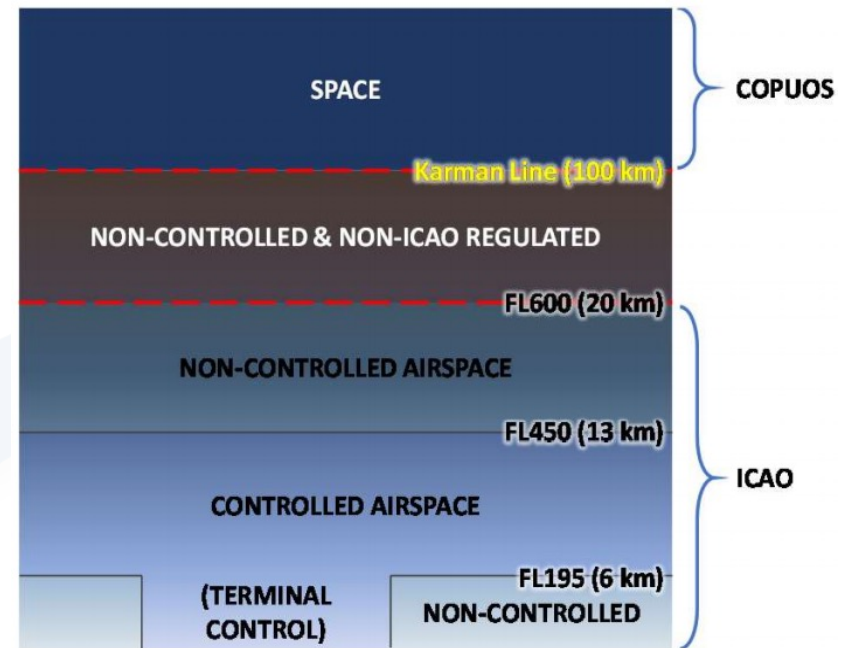 SPACE
COPUOS
Karman Line (100 km)
NON-CONTROLLED & NON-ICAO REGULATED
FL600 (20 km)
NON-CONTROLLED AIRSPACE
FL450 (13 km)
ICAO
CONTROLLED AIRSPACE
FL195 (6 km)
(TERMINAL
CONTROL)
NON-CONTROLLED